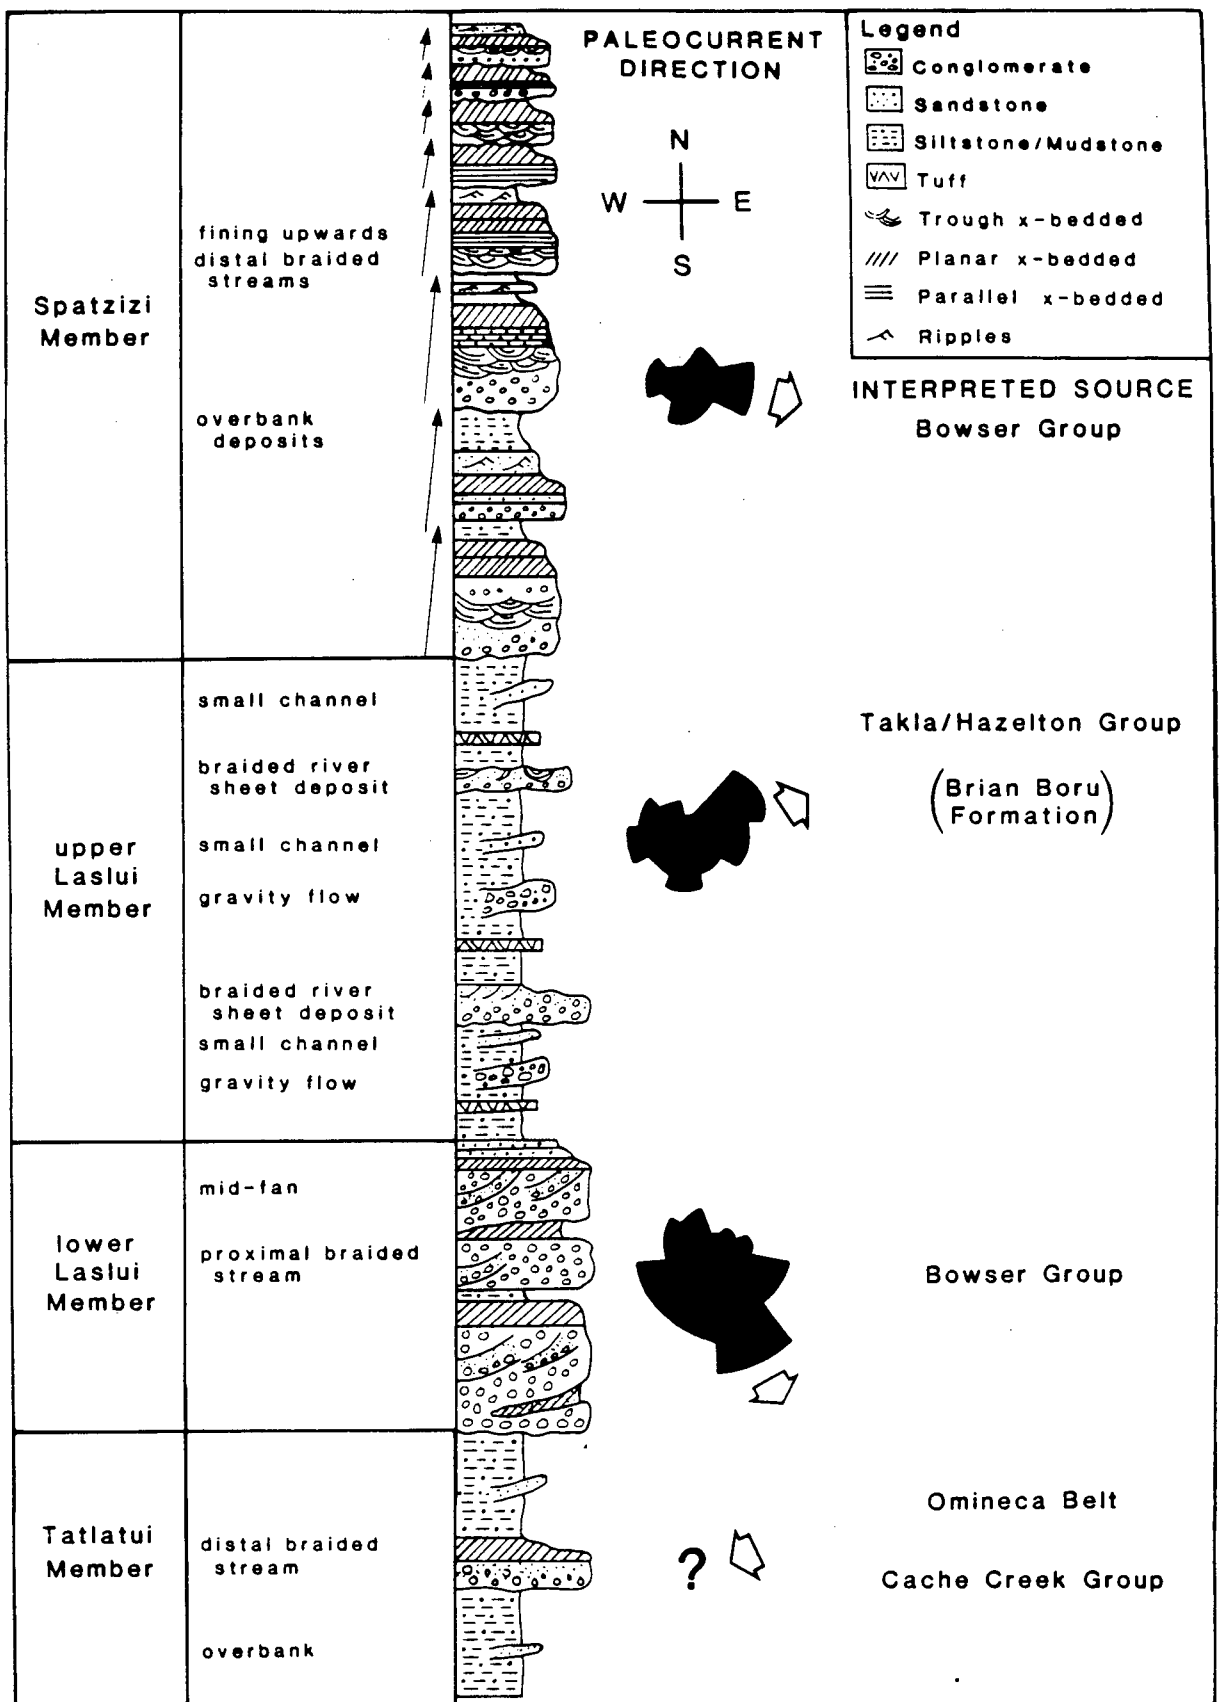 PALEOCURRENT
DIRECTION
N
W
E
S
Legend
Conglomerate
Sandstone
Siltstone/Mudstone
Tuff
Trough x-bedded
Planar x-bedded
Parallel x-bedded
Ripples
INTERPRETED SOURCE
Spatzizi
Member
fining upwards
distal braided
streams
overbank
deposits
Bowser Group
upper
Laslui
Member
small channel
braided river
sheet deposit
small channel
gravity flow
braided river
sheet deposit
small channel
gravity flow
Takla/Hazelton Group
(Brian Boru
Formation)
lower
Laslui
Member
mid-fan
proximal braided
stream
Bowser Group
Tatlatui
Member
distal braided
stream
overbank
?
Omineca Belt
Cache Creek Group